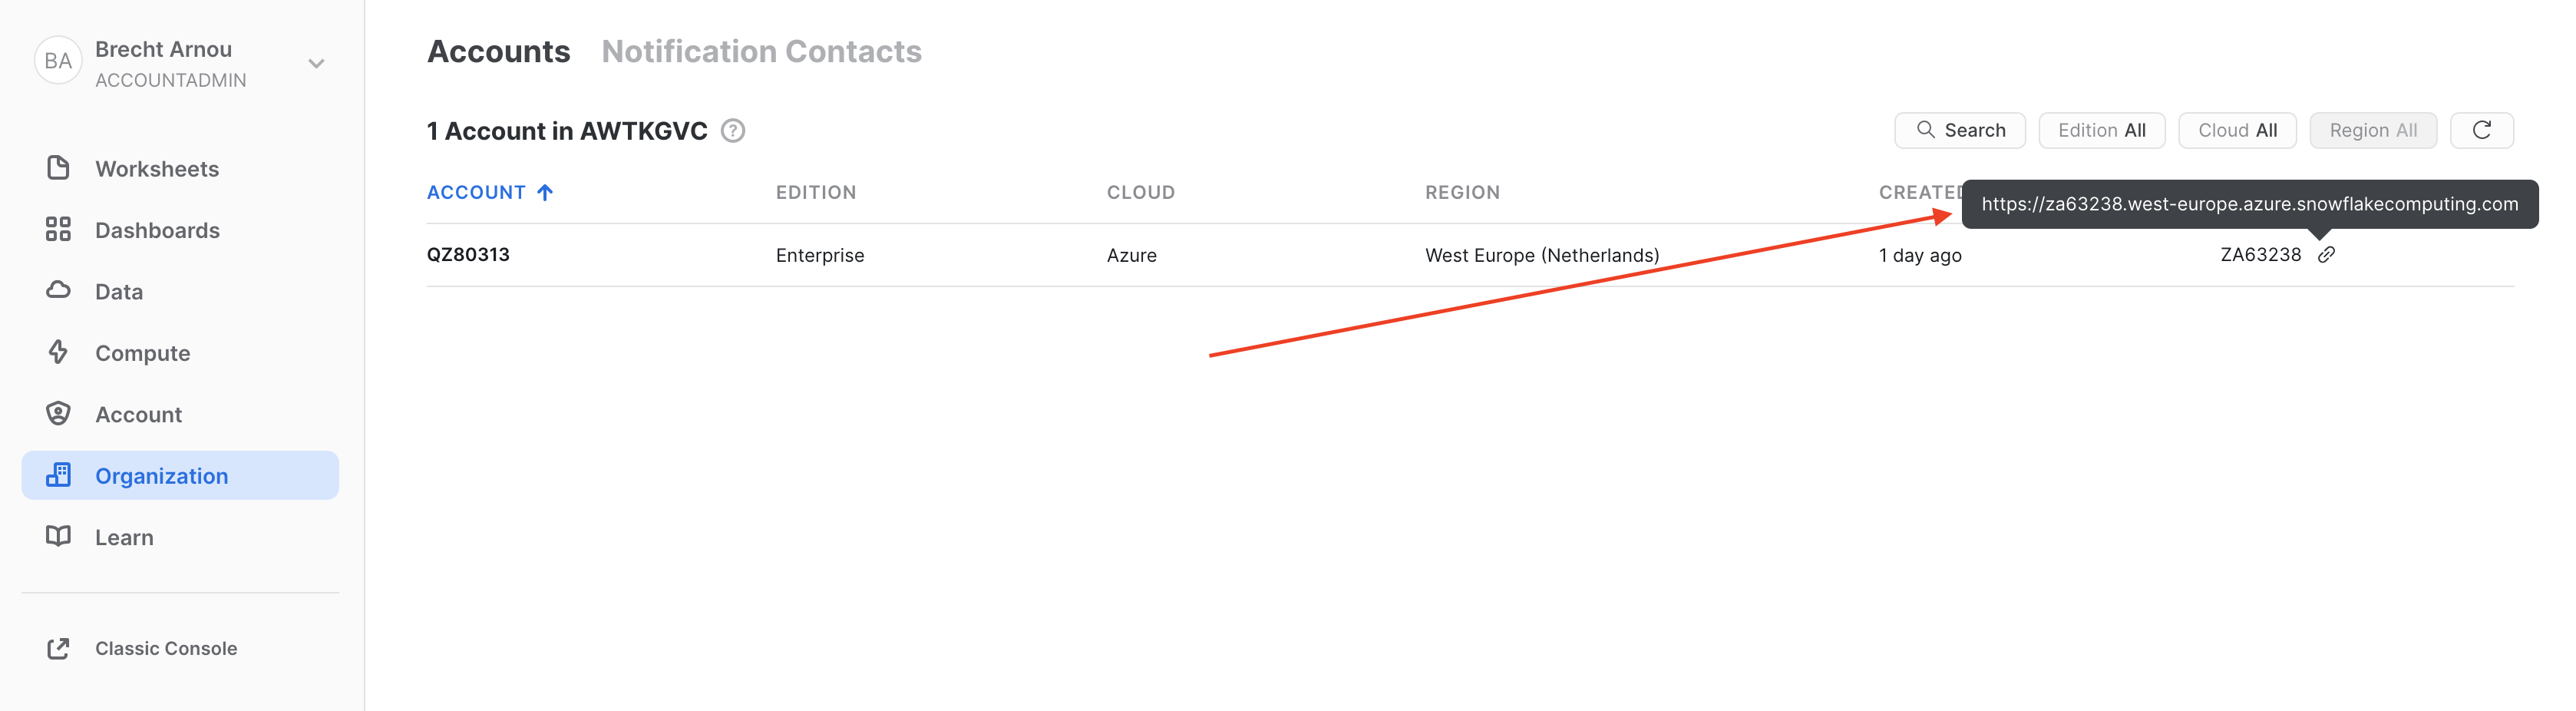 BA
Brecht Arnou
ACCOUNTADMIN
Worksheets
Dashboards
Data
Compute
Account
Organization
Learn
Classic Console
Accounts Notification Contacts
1 Account in AWTKGVC ?
Search Edition All Cloud All Region All
ACCOUNT EDITION CLOUD REGION CREATED
https://za63238.west-europe.azure.snowflakecomputing.com
QZ80313 Enterprise Azure West Europe (Netherlands) 1 day ago ZA63238